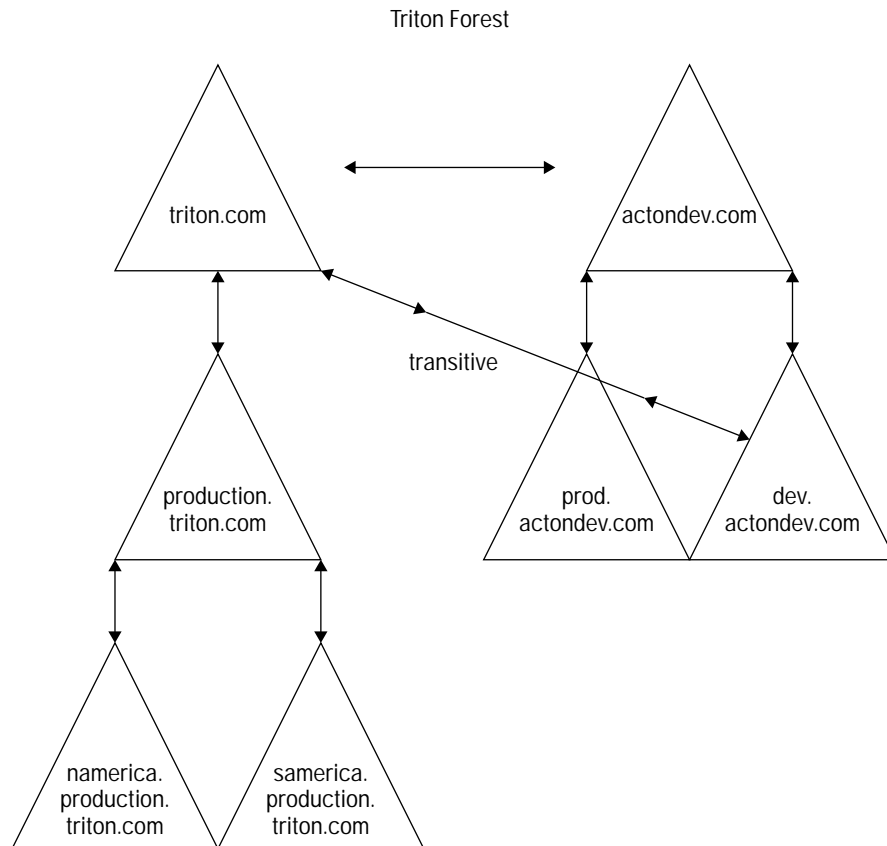 Triton Forest
triton.com
actondev.com
transitive
production.
triton.com
prod.
actondev.com
dev.
actondev.com
namerica.
production.
triton.com
samerica.
production.
triton.com